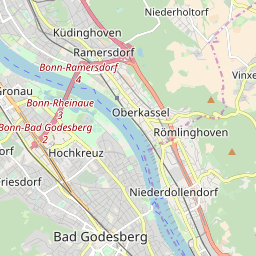 Niederholtorf
Küdinghoven
Ramersdorf
Bonn-Ramersdorf
4
Vinxe
Gronau
Bonn-Rheinaue
3
Oberkassel
Bonn-Bad Godesberg
2
Römlinghoven
Hochkreuz
Friesdorf
Niederdollendorf
Bad Godesberg